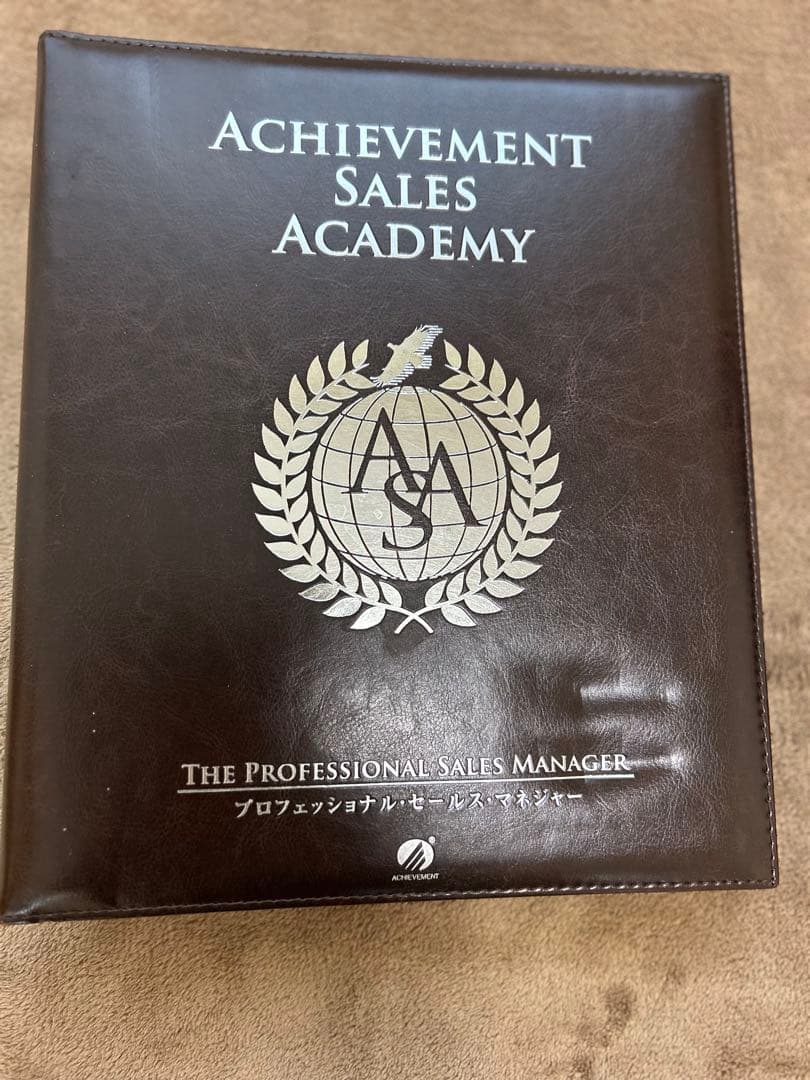 ACHIEVEMENT
SALES
ACADEMY
ASA
THE PROFESSIONAL SALES MANAGER
プロフェッショナル・セールス・マネジャー
®
ACHIEVEMENT